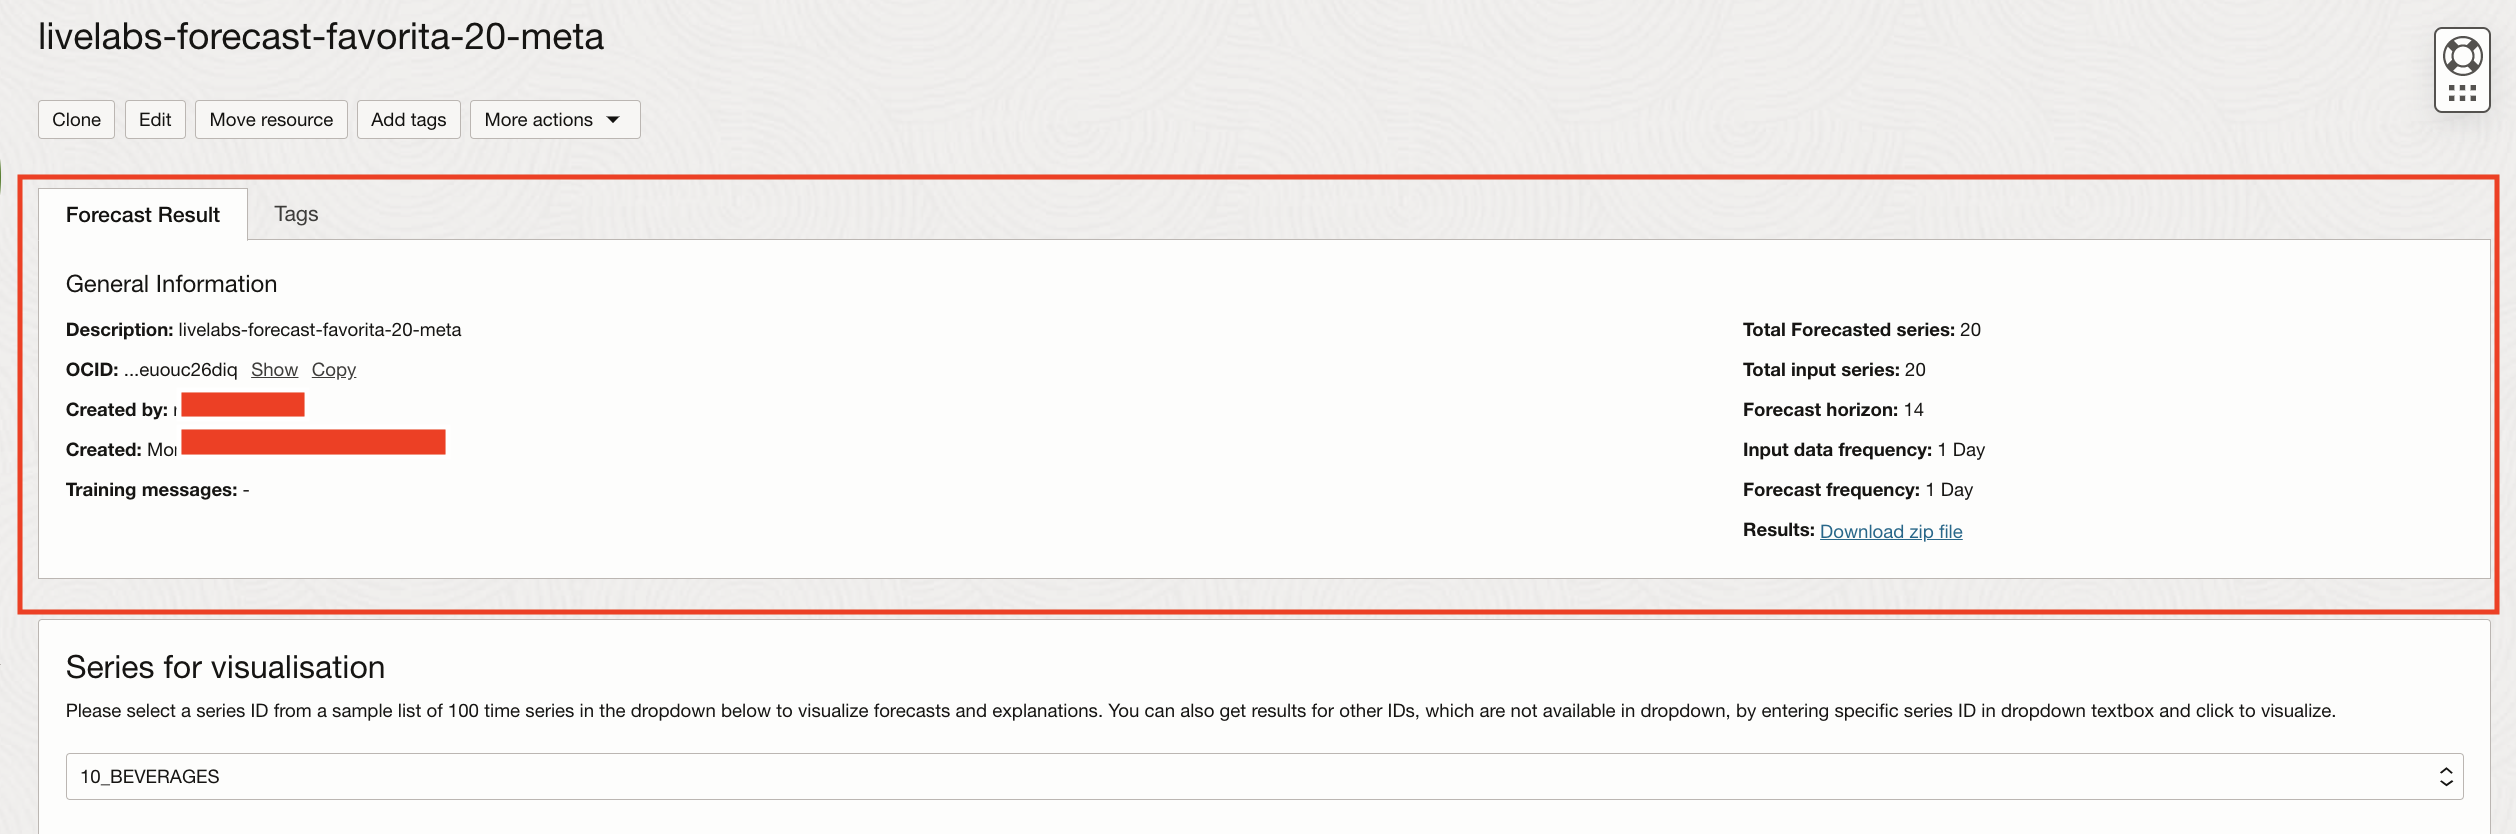 livelabs-forecast-favorita-20-meta
Clone Edit Move resource Add tags More actions
Forecast Result Tags
General Information
Description: livelabs-forecast-favorita-20-meta
OCID: ...euouc26diq Show Copy
Created by:
Created:
Training messages: -
Total Forecasted series: 20
Total input series: 20
Forecast horizon: 14
Input data frequency: 1 Day
Forecast frequency: 1 Day
Results: Download zip file
Series for visualisation
Please select a series ID from a sample list of 100 time series in the dropdown below to visualize forecasts and explanations. You can also get results for other IDs, which are not available in dropdown, by entering specific series ID in dropdown textbox and click to visualize.
10_BEVERAGES